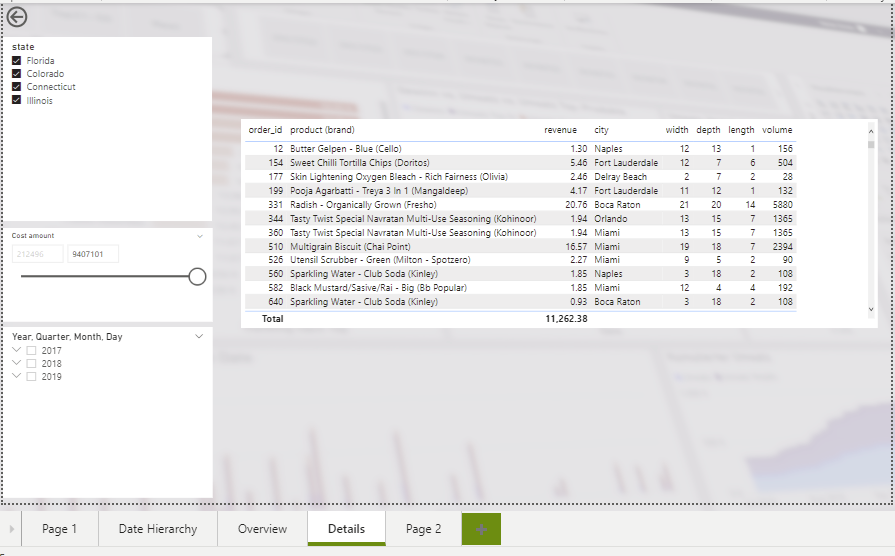 state
Florida
Colorado
Connecticut
Illinois
Cost amount
212496 9407101
Year, Quarter, Month, Day
2017
2018
2019
order_id product (brand) revenue city width depth length volume
12 Butter Gelpen - Blue (Cello) 1.30 Naples 12 13 1 156
154 Sweet Chilli Tortilla Chips (Doritos) 5.46 Fort Lauderdale 12 7 6 504
177 Skin Lightening Oxygen Bleach - Rich Fairness (Olivia) 2.46 Delray Beach 2 7 2 28
199 Pooja Agarbatti - Treya 3 In 1 (Mangaldeep) 4.17 Fort Lauderdale 11 12 1 132
331 Radish - Organically Grown (Fresho) 20.76 Boca Raton 21 20 14 5880
344 Tasty Twist Special Navratan Multi-Use Seasoning (Kohinoor) 1.94 Orlando 13 15 7 1365
360 Tasty Twist Special Navratan Multi-Use Seasoning (Kohinoor) 1.94 Miami 13 15 7 1365
510 Multigrain Biscuit (Chai Point) 16.57 Miami 19 18 7 2394
526 Utensil Scrubber - Green (Milton - Spotzero) 2.27 Miami 9 5 2 90
560 Sparkling Water - Club Soda (Kinley) 1.85 Naples 3 18 2 108
582 Black Mustard/Sasive/Rai - Big (Bb Popular) 1.85 Miami 12 4 4 192
640 Sparkling Water - Club Soda (Kinley) 0.93 Boca Raton 3 18 2 108
Total 11,262.38
Page 1 Date Hierarchy Overview Details Page 2 +